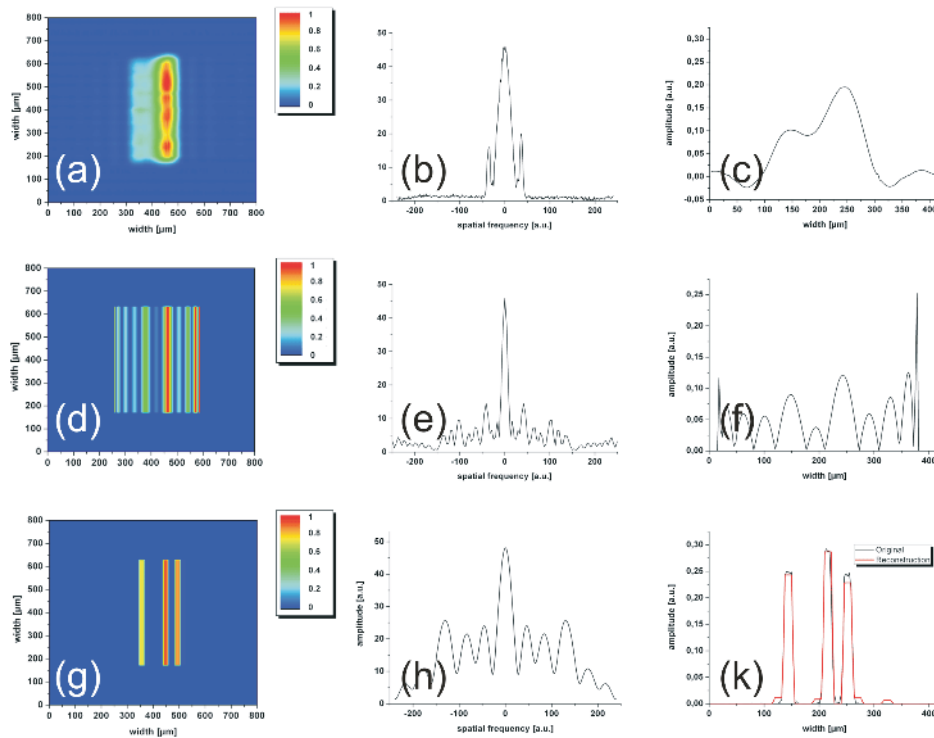 (a)
width [µm]
800
700
600
500
400
300
200
100
0
0 100 200 300 400 500 600 700 800
width [µm]
1
0.8
0.6
0.4
0.2
0
(b)
50
40
30
20
10
0
-200 -100 0 100 200
spatial frequency [a.u.]
(c)
amplitude [a.u.]
0,30
0,25
0,20
0,15
0,10
0,05
0,00
-0,05
0 50 100 150 200 250 300 350 400
width [µm]
(d)
width [µm]
800
700
600
500
400
300
200
100
0
0 100 200 300 400 500 600 700 800
width [µm]
1
0.8
0.6
0.4
0.2
0
(e)
50
40
30
20
10
0
-200 -100 0 100 200
spatial frequency [a.u.]
(f)
amplitude [a.u.]
0,25
0,20
0,15
0,10
0,05
0,00
0 100 200 300 400
width [µm]
(g)
width [µm]
800
700
600
500
400
300
200
100
0
0 100 200 300 400 500 600 700 800
width [µm]
1
0.8
0.6
0.4
0.2
0
(h)
amplitude [a.u.]
50
40
30
20
10
0
-200 -100 0 100 200
spatial frequency [a.u.]
(k)
amplitude [a.u.]
0,35
0,30
0,25
0,20
0,15
0,10
0,05
0,00
Original
Reconstruction
0 100 200 300 400
width [µm]